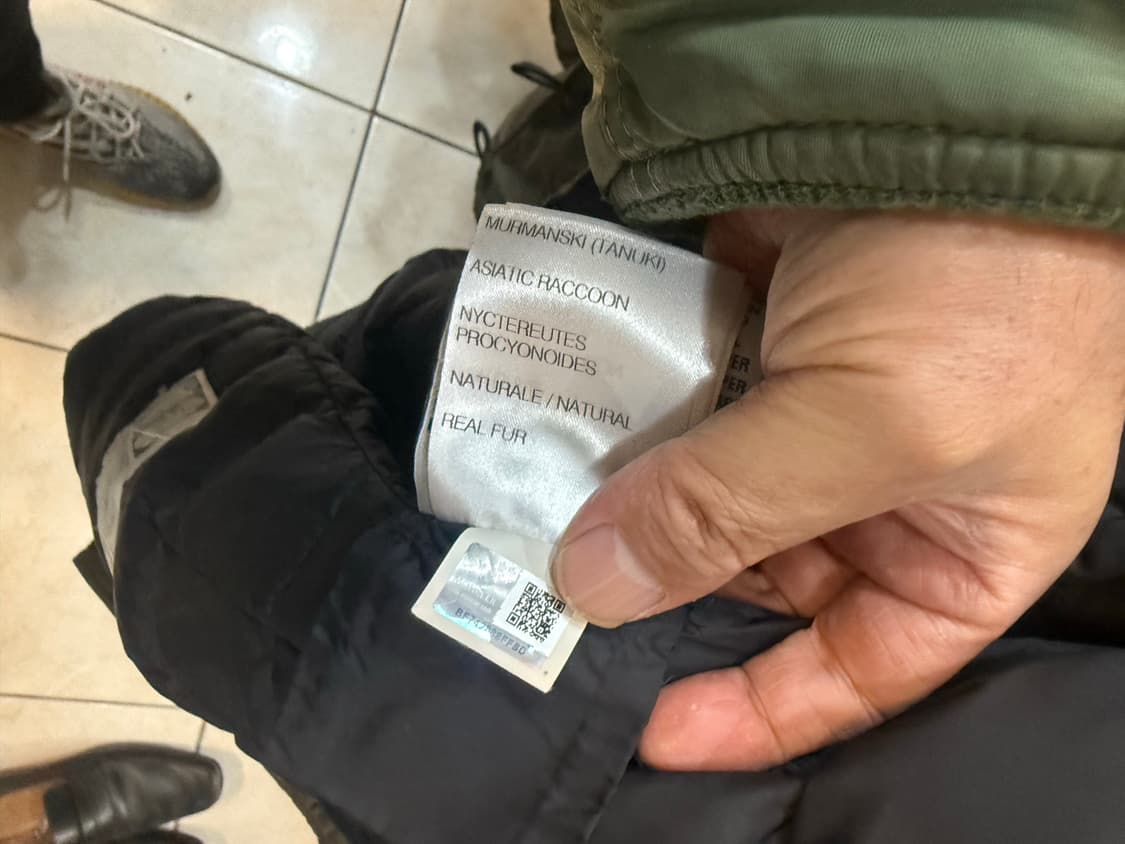 MURMANSKI (TANUKI)
ASIATIC RACCOON
NYCTEREUTES
PROCYONOIDES
NATURALE / NATURAL
REAL FUR